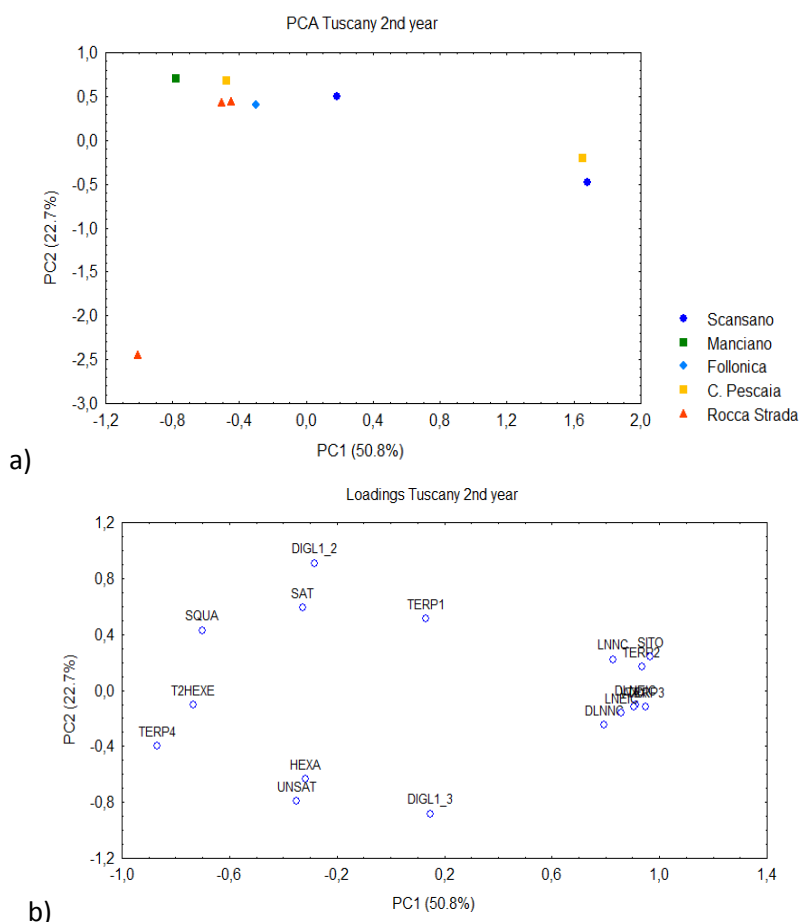 PCA Tuscany 2nd year
1,0
0,5
0,0
-0,5
-1,0
-1,5
-2,0
-2,5
-3,0
PC2 (22.7%)
-1,2 -0,8 -0,4 0,0 0,4 0,8 1,2 1,6 2,0
PC1 (50.8%)
Scansano
Manciano
Follonica
C. Pescaia
Rocca Strada
a)
Loadings Tuscany 2nd year
1,2
0,8
0,4
0,0
-0,4
-0,8
-1,2
PC2 (22.7%)
DIGL1_2
SAT
TERP1
SQUA
LNNC SITO
TERP2
T2HEXE
LNEIC
DLNNC
TERP4
HEXA
UNSAT
DIGL1_3
-1,0 -0,6 -0,2 0,2 0,6 1,0 1,4
PC1 (50.8%)
b)